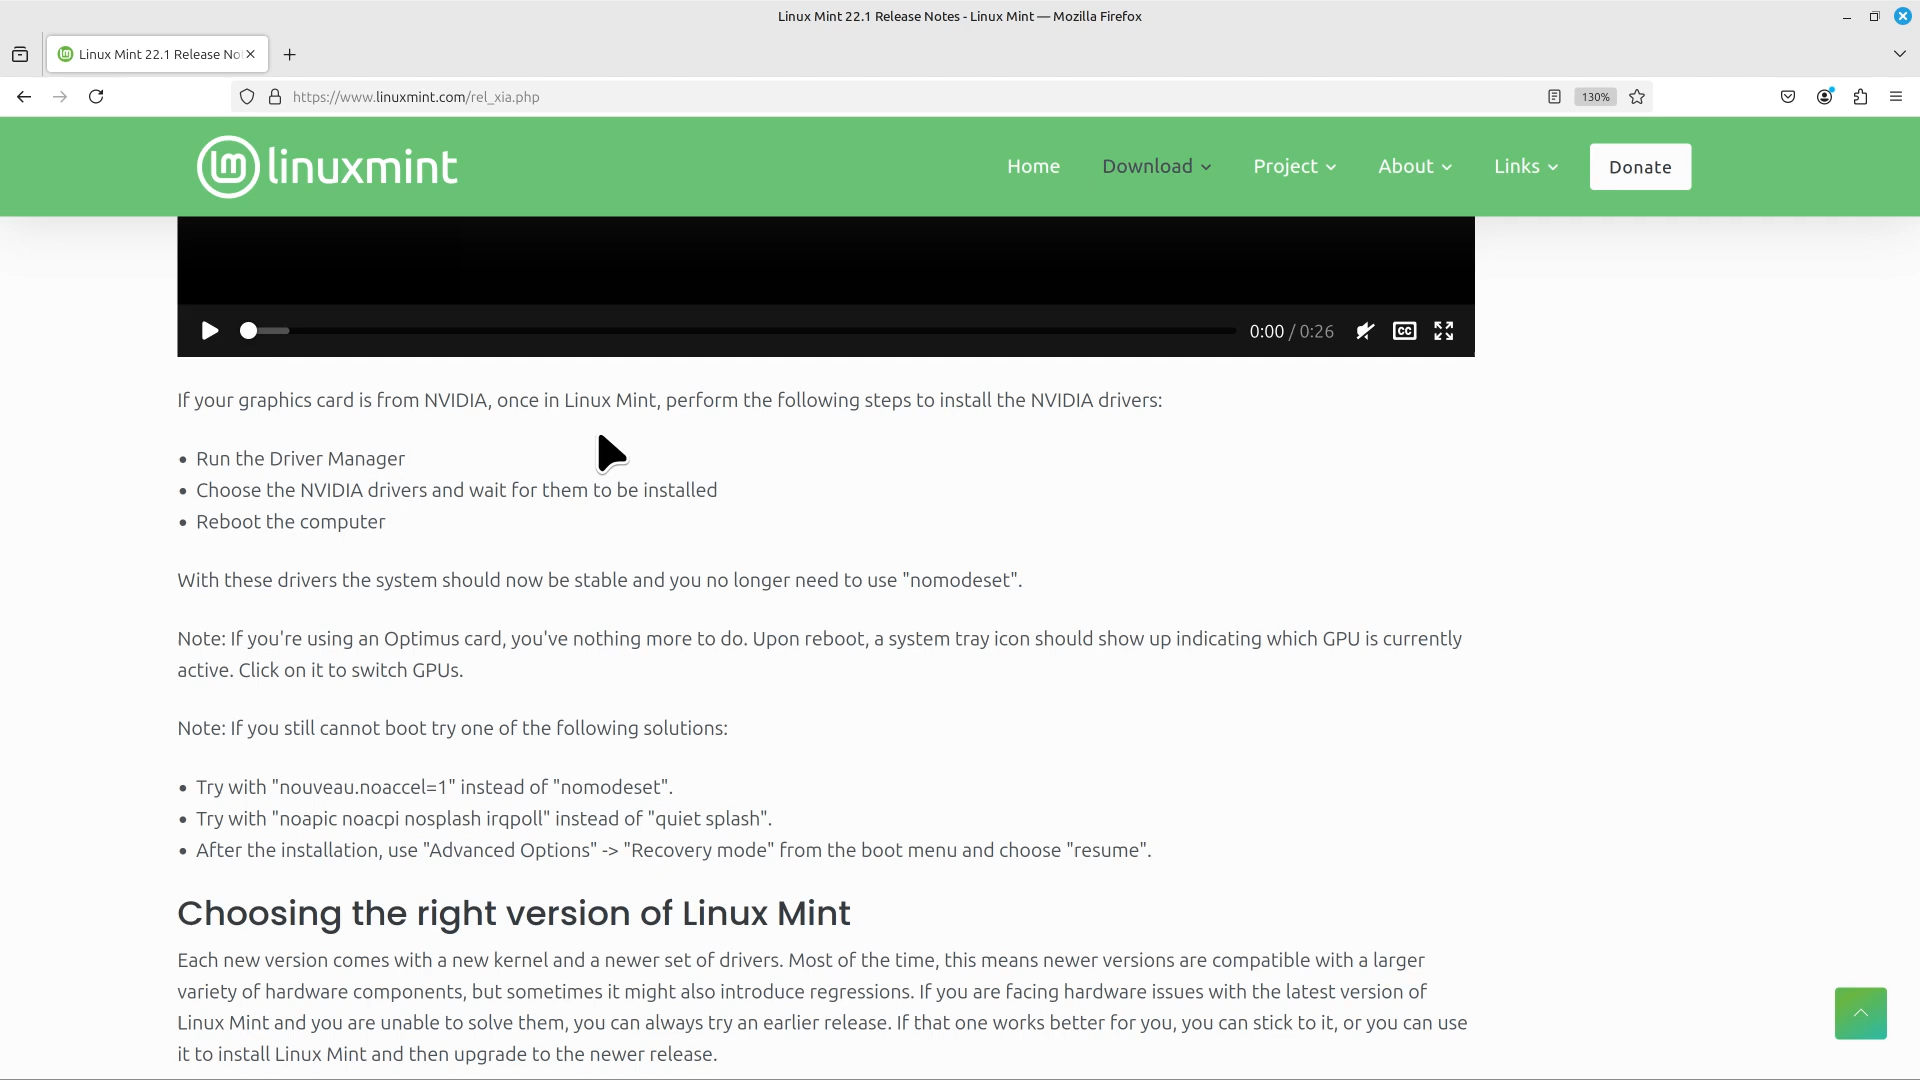 Linux Mint 22.1 Release Notes - Linux Mint — Mozilla Firefox
Linux Mint 22.1 Release No
https://www.linuxmint.com/rel_xia.php
130%
linuxmint
Home
Download
Project
About
Links
Donate
0:00 / 0:26
CC
If your graphics card is from NVIDIA, once in Linux Mint, perform the following steps to install the NVIDIA drivers:
• Run the Driver Manager
• Choose the NVIDIA drivers and wait for them to be installed
• Reboot the computer
With these drivers the system should now be stable and you no longer need to use "nomodeset".
Note: If you're using an Optimus card, you've nothing more to do. Upon reboot, a system tray icon should show up indicating which GPU is currently
active. Click on it to switch GPUs.
Note: If you still cannot boot try one of the following solutions:
• Try with "nouveau.noaccel=1" instead of "nomodeset".
• Try with "noapic noacpi nosplash irqpoll" instead of "quiet splash".
• After the installation, use "Advanced Options" -> "Recovery mode" from the boot menu and choose "resume".
Choosing the right version of Linux Mint
Each new version comes with a new kernel and a newer set of drivers. Most of the time, this means newer versions are compatible with a larger
variety of hardware components, but sometimes it might also introduce regressions. If you are facing hardware issues with the latest version of
Linux Mint and you are unable to solve them, you can always try an earlier release. If that one works better for you, you can stick to it, or you can use
it to install Linux Mint and then upgrade to the newer release.